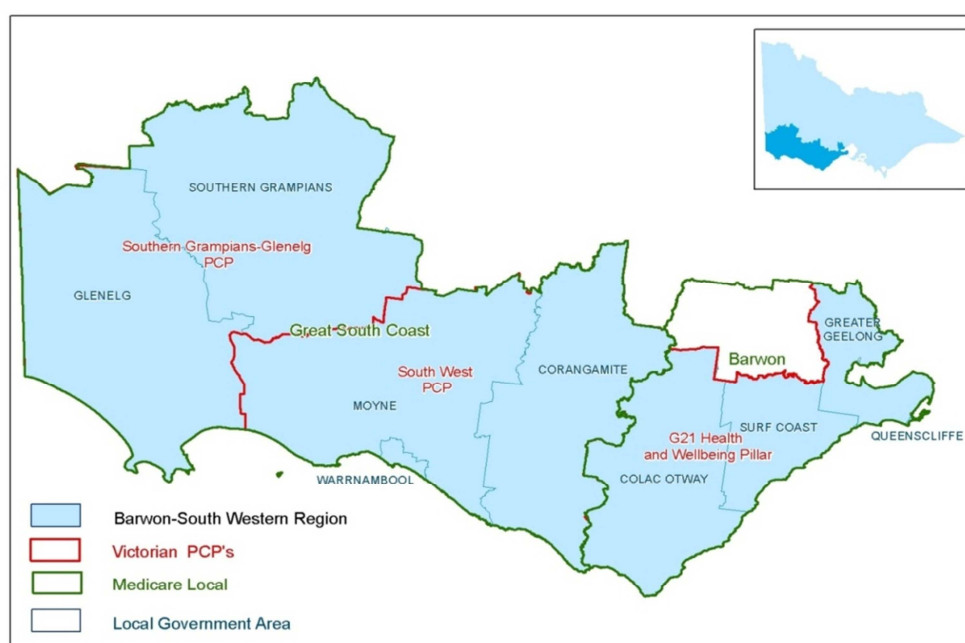 SOUTHERN GRAMPIANS
Southern Grampians-Glenelg
PCP
GLENELG
Great South Coast
GREATER
GEELONG
Barwon
South West
PCP
CORANGAMITE
MOYNE
SURF COAST
G21 Health
and Wellbeing Pillar
QUEENSCLIFFE
COLAC OTWAY
WARRNAMBOOL
Barwon-South Western Region
Victorian PCP's
Medicare Local
Local Government Area